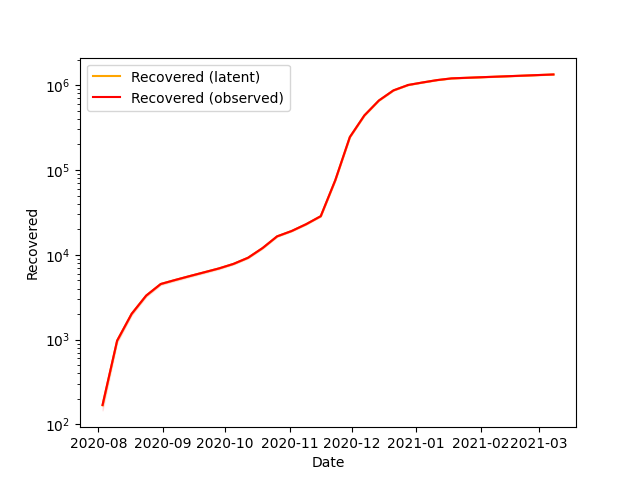 Recovered (latent)
Recovered (observed)
10^6
10^5
10^4
10^3
10^2
Recovered
2020-08 2020-09 2020-10 2020-11 2020-12 2021-01 2021-02 2021-03
Date